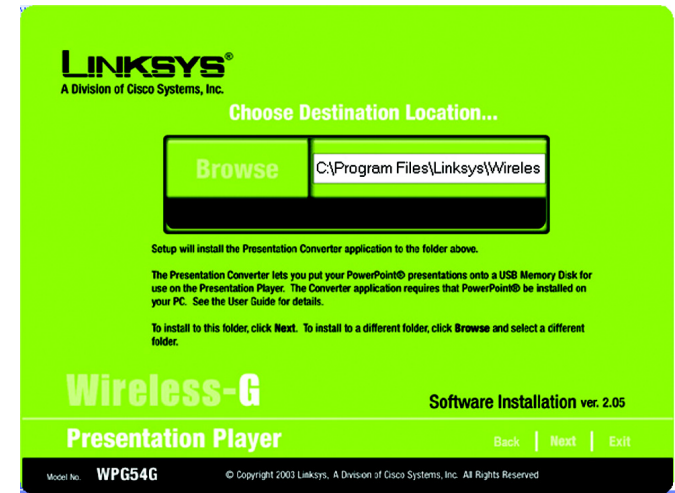 LINKSYS®
A Division of Cisco Systems, Inc.
Choose Destination Location...
Browse
C:\Program Files\Linksys\Wireles
Setup will install the Presentation Converter application to the folder above.
The Presentation Converter lets you put your PowerPoint® presentations onto a USB Memory Disk for
use on the Presentation Player. The Converter application requires that PowerPoint® be installed on
your PC. See the User Guide for details.
To install to this folder, click Next. To install to a different folder, click Browse and select a different
folder.
Wireless-G
Software Installation ver. 2.05
Presentation Player
Back | Next | Exit
Model No. WPG54G
© Copyright 2003 Linksys, A Division of Cisco Systems, Inc. All Rights Reserved